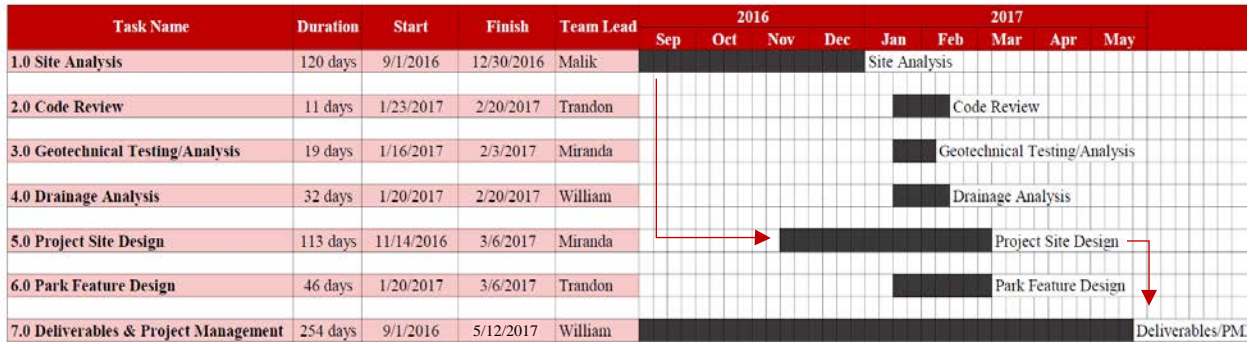 Task Name Duration Start Finish Team Lead 2016 2017
Sep Oct Nov Dec Jan Feb Mar Apr May
1.0 Site Analysis 120 days 9/1/2016 12/30/2016 Malik Site Analysis
2.0 Code Review 11 days 1/23/2017 2/20/2017 Trandon Code Review
3.0 Geotechnical Testing/Analysis 19 days 1/16/2017 2/3/2017 Miranda Geotechnical Testing/Analysis
4.0 Drainage Analysis 32 days 1/20/2017 2/20/2017 William Drainage Analysis
5.0 Project Site Design 113 days 11/14/2016 3/6/2017 Miranda Project Site Design
6.0 Park Feature Design 46 days 1/20/2017 3/6/2017 Trandon Park Feature Design
7.0 Deliverables & Project Management 254 days 9/1/2016 5/12/2017 William Deliverables/PM